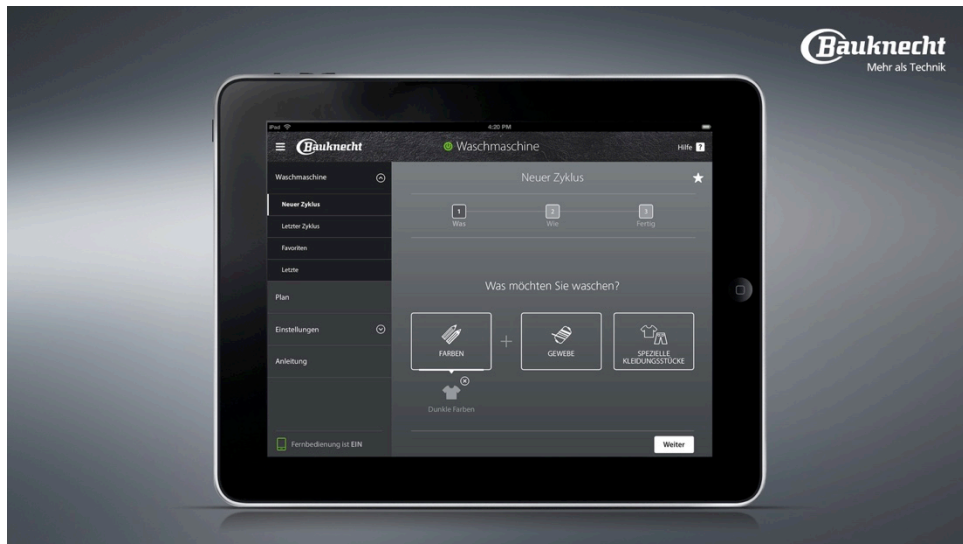 Bauknecht
Mehr als Technik
iPad 4:20 PM
Bauknecht Waschmaschine Hilfe ?
Waschmaschine
Neuer Zyklus
Letzter Zyklus
Favoriten
Letzte
Plan
Einstellungen
Anleitung
Fernbedienung ist EIN
Neuer Zyklus
1 2 3
Was Wie Fertig
Was möchten Sie waschen?
FARBEN + GEWEBE SPEZIELLE
KLEIDUNGSSTÜCKE
Dunkle Farben
Weiter